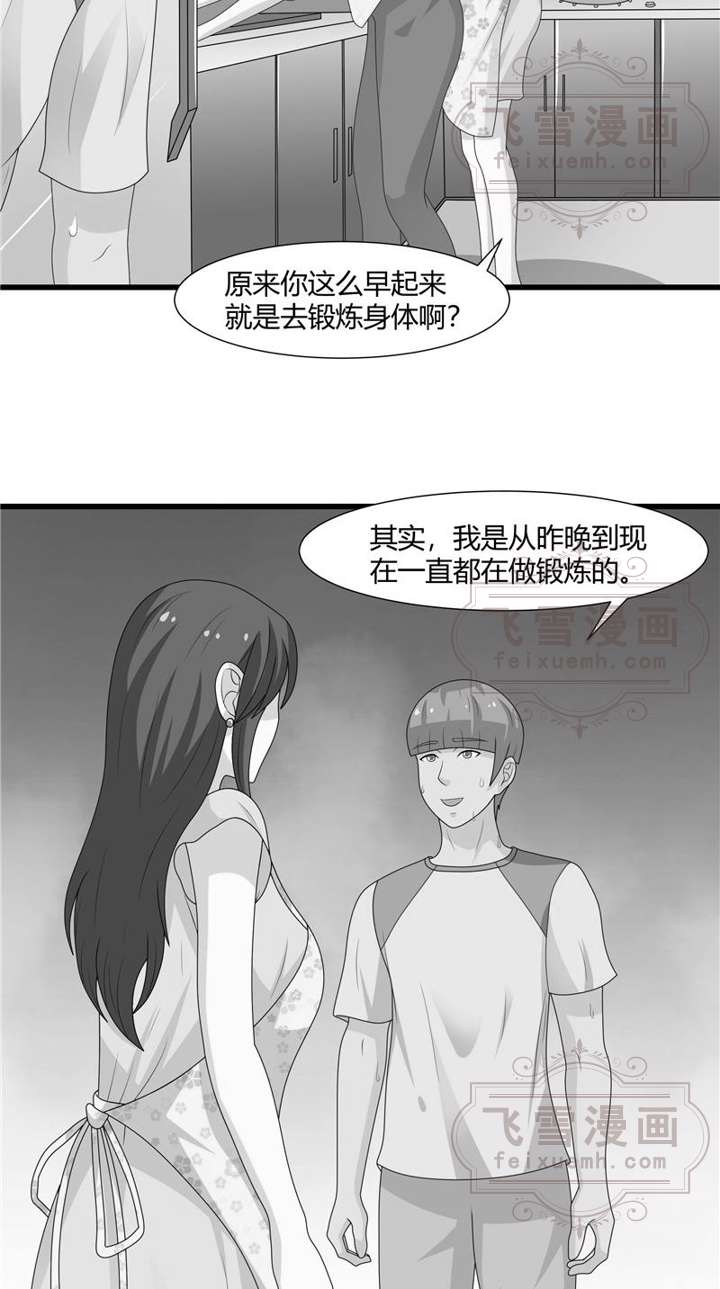 飞雪漫画
feixuemh.com
原来你这么早起来
就是去锻炼身体啊？
其实，我是从昨晚到现
在一直都在做锻炼的。
飞雪漫画
feixuemh.com
飞雪漫画
feixuemh.com